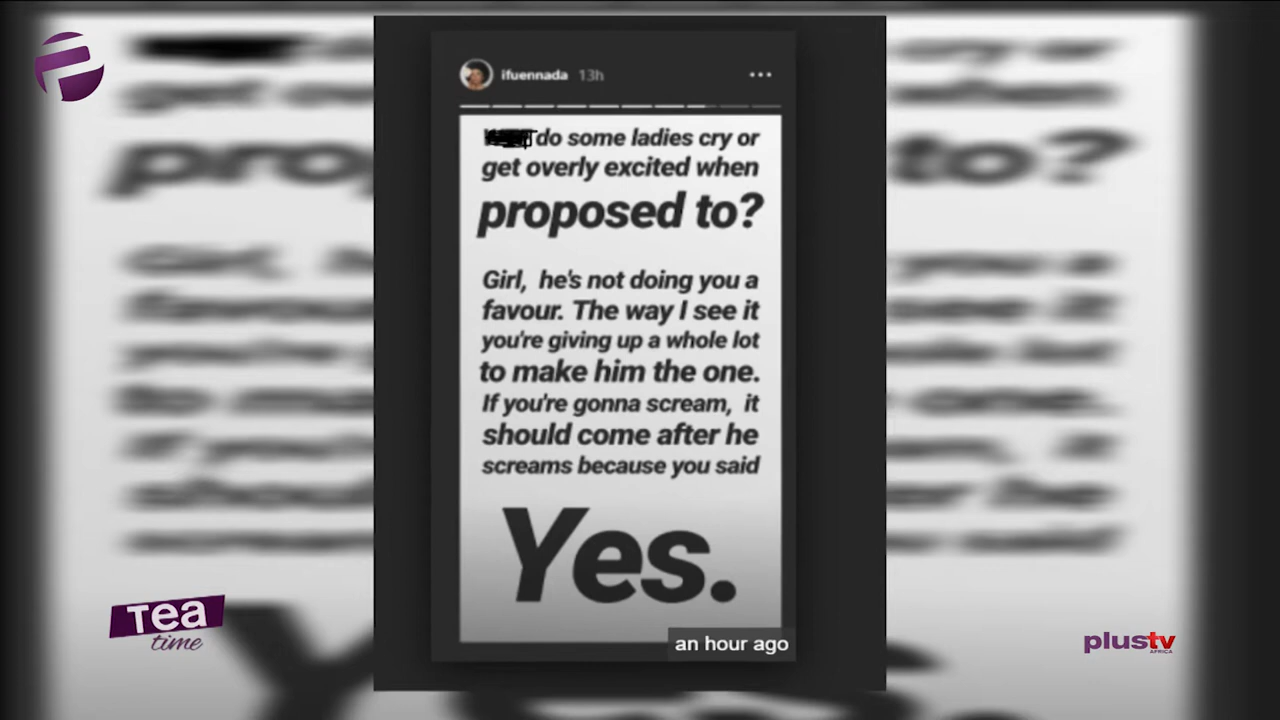 ifuennada 13h
do some ladies cry or
get overly excited when
proposed to?
Girl, he's not doing you a
favour. The way I see it
you're giving up a whole lot
to make him the one.
If you're gonna scream, it
should come after he
screams because you said
Yes.
an hour ago
Tea
time
plustv
AFRICA